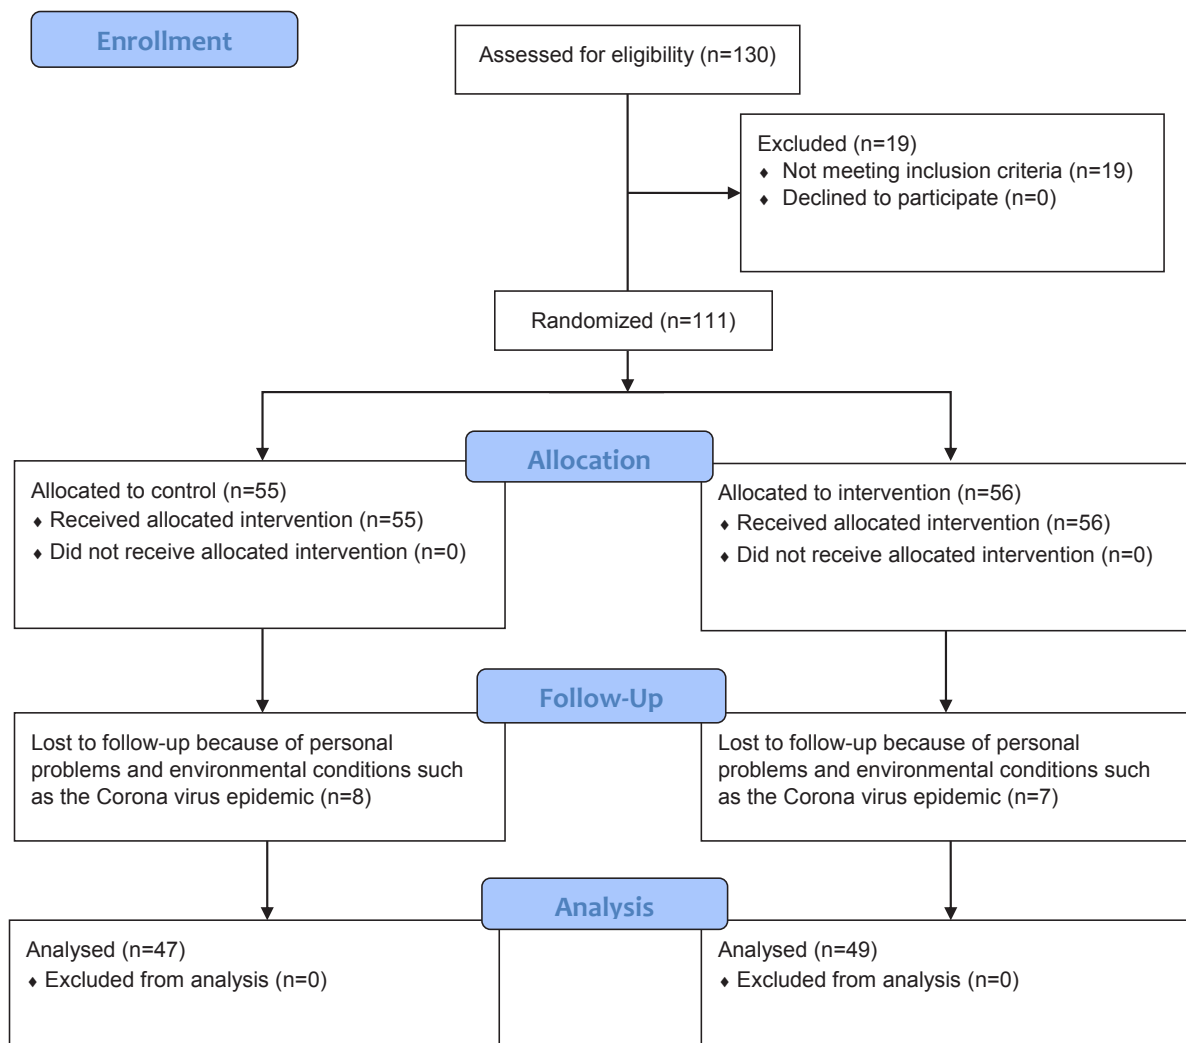 Enrollment
Assessed for eligibility (n=130)
Excluded (n=19)
♦ Not meeting inclusion criteria (n=19)
♦ Declined to participate (n=0)
Randomized (n=111)
Allocation
Allocated to control (n=55)
♦ Received allocated intervention (n=55)
♦ Did not receive allocated intervention (n=0)
Allocated to intervention (n=56)
♦ Received allocated intervention (n=56)
♦ Did not receive allocated intervention (n=0)
Follow-Up
Lost to follow-up because of personal
problems and environmental conditions such
as the Corona virus epidemic (n=8)
Lost to follow-up because of personal
problems and environmental conditions such
as the Corona virus epidemic (n=7)
Analysis
Analysed (n=47)
♦ Excluded from analysis (n=0)
Analysed (n=49)
♦ Excluded from analysis (n=0)